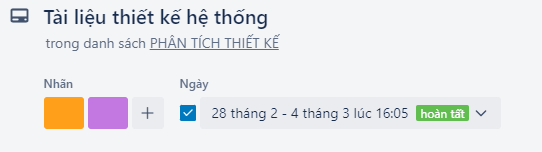 Tài liệu thiết kế hệ thống
trong danh sách PHÂN TÍCH THIẾT KẾ
Nhãn Ngày
+ 28 tháng 2 - 4 tháng 3 lúc 16:05 hoàn tất